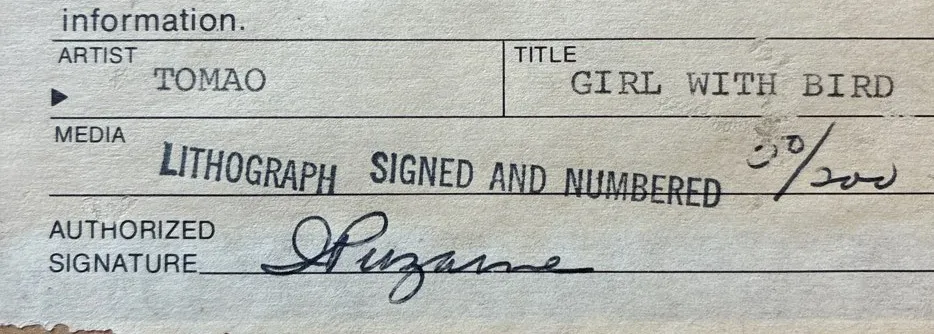 information.
ARTIST TITLE
TOMAO GIRL WITH BIRD
MEDIA
LITHOGRAPH SIGNED AND NUMBERED /200
AUTHORIZED
SIGNATURE